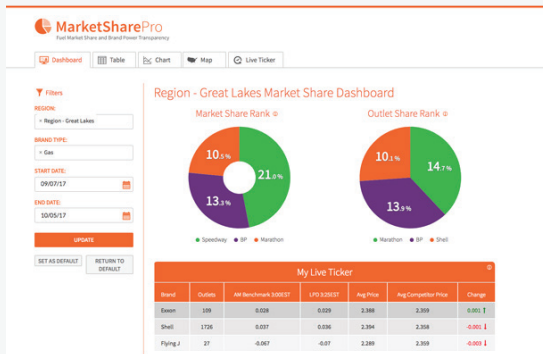 MarketSharePro
Fuel Market Share and Brand Power
Transparency
Dashboard Table Chart Map Live Ticker
Filters
REGION:
× Region - Great Lakes
BRAND TYPE:
× Gas
START DATE:
09/07/17
END DATE:
10/05/17
UPDATE
SET AS DEFAULT
RETURN TO
DEFAULT
Region - Great Lakes Market Share Dashboard
Market Share Rank
10.5%
21.0%
13.3%
Speedway BP Marathon
Outlet Share Rank
10.1%
14.7%
13.9%
Marathon BP Shell
My Live Ticker
Brand Outlets AM Benchmark 3:00EST LPD 3:25EST Avg Price Avg Competitor Price Change
Exxon 109 0.028 0.029 2.388 2.359 0.001 ↑
Shell 1726 0.037 0.036 2.394 2.358 -0.001 ↓
Flying J 27 -0.067 -0.07 2.289 2.359 -0.003 ↓